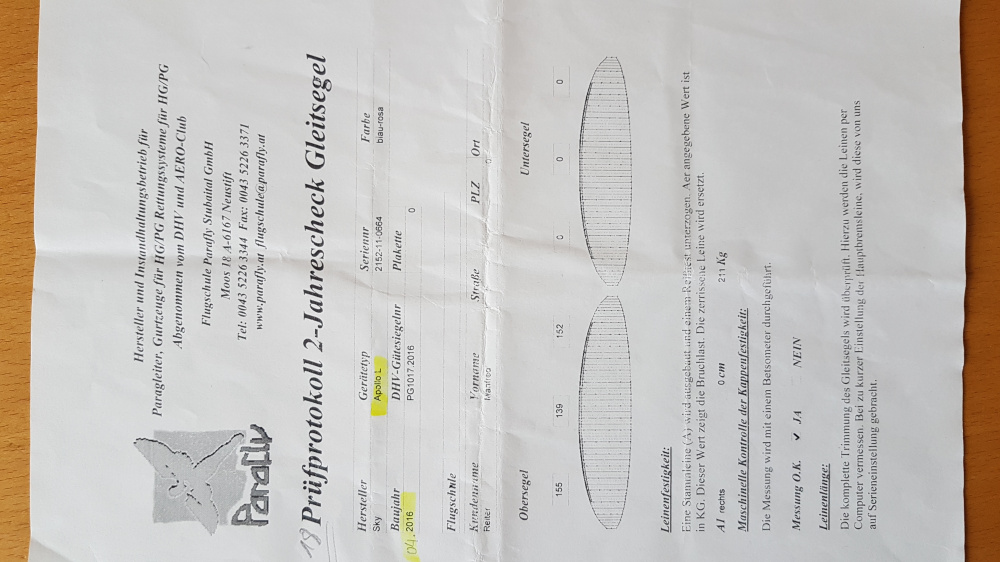 Parafly
Hersteller und Instandhaltungsbetrieb für
Paragleiter, Gurtzeuge für HG/PG Rettungssysteme für HG/PG
Abgenommen vom DHV und AERO-Club
Flugschule Parafly Stubaital GmbH
Moos 18 A-6167 Neustift
Tel: 0043 5226 3344 Fax: 0043 5226 3371
www.parafly.at flugschule@parafly.at
18 Prüfprotokoll 2-Jahrescheck Gleitsegel
Hersteller Gerätetyp Seriennr Farbe
Sky Apollo L 2152-11-0664 blau-rosa
Baujahr DHV-Gütesiegelnr Plakette
04.2016 PG1017.2016 0
Flugschule
Kundenname Vorname Straße PLZ Ort
Reiter Manfred 0
Obersegel Untersegel
155 139 152 0 0 0
Leinenfestigkeit:
Eine Stammleine (A) wird ausgebaut und einem Reißtest unterzogen. Aer angegebene Wert ist
in KG. Dieser Wert zeigt die Bruchlast. Die zerrissene Leine wird ersetzt.
A1 rechts 0 cm 211 Kg
Maschinelle Kontrolle der Kappenfestigkeit:
Die Messung wird mit einem Betsometer durchgeführt.
Messung O.K. ✔ JA NEIN
Leinenlänge:
Die komplette Trimmung des Gleitsegels wird überprüft. Hierzu werden die Leinen per
Computer vermessen. Bei zu kurzer Einstellung der Hauptbremsleine, wird diese von uns
auf Serieneinstellung gebracht.